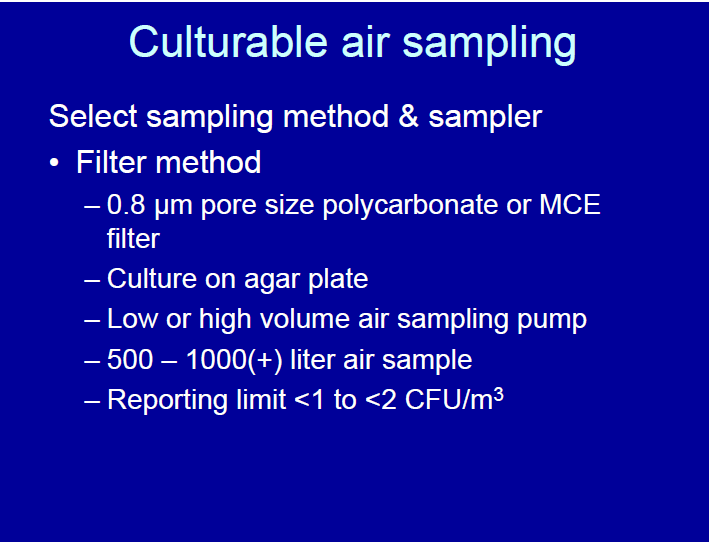 Culturable air sampling
Select sampling method & sampler
• Filter method
– 0.8 µm pore size polycarbonate or MCE
filter
– Culture on agar plate
– Low or high volume air sampling pump
– 500 – 1000(+) liter air sample
– Reporting limit <1 to <2 CFU/m³